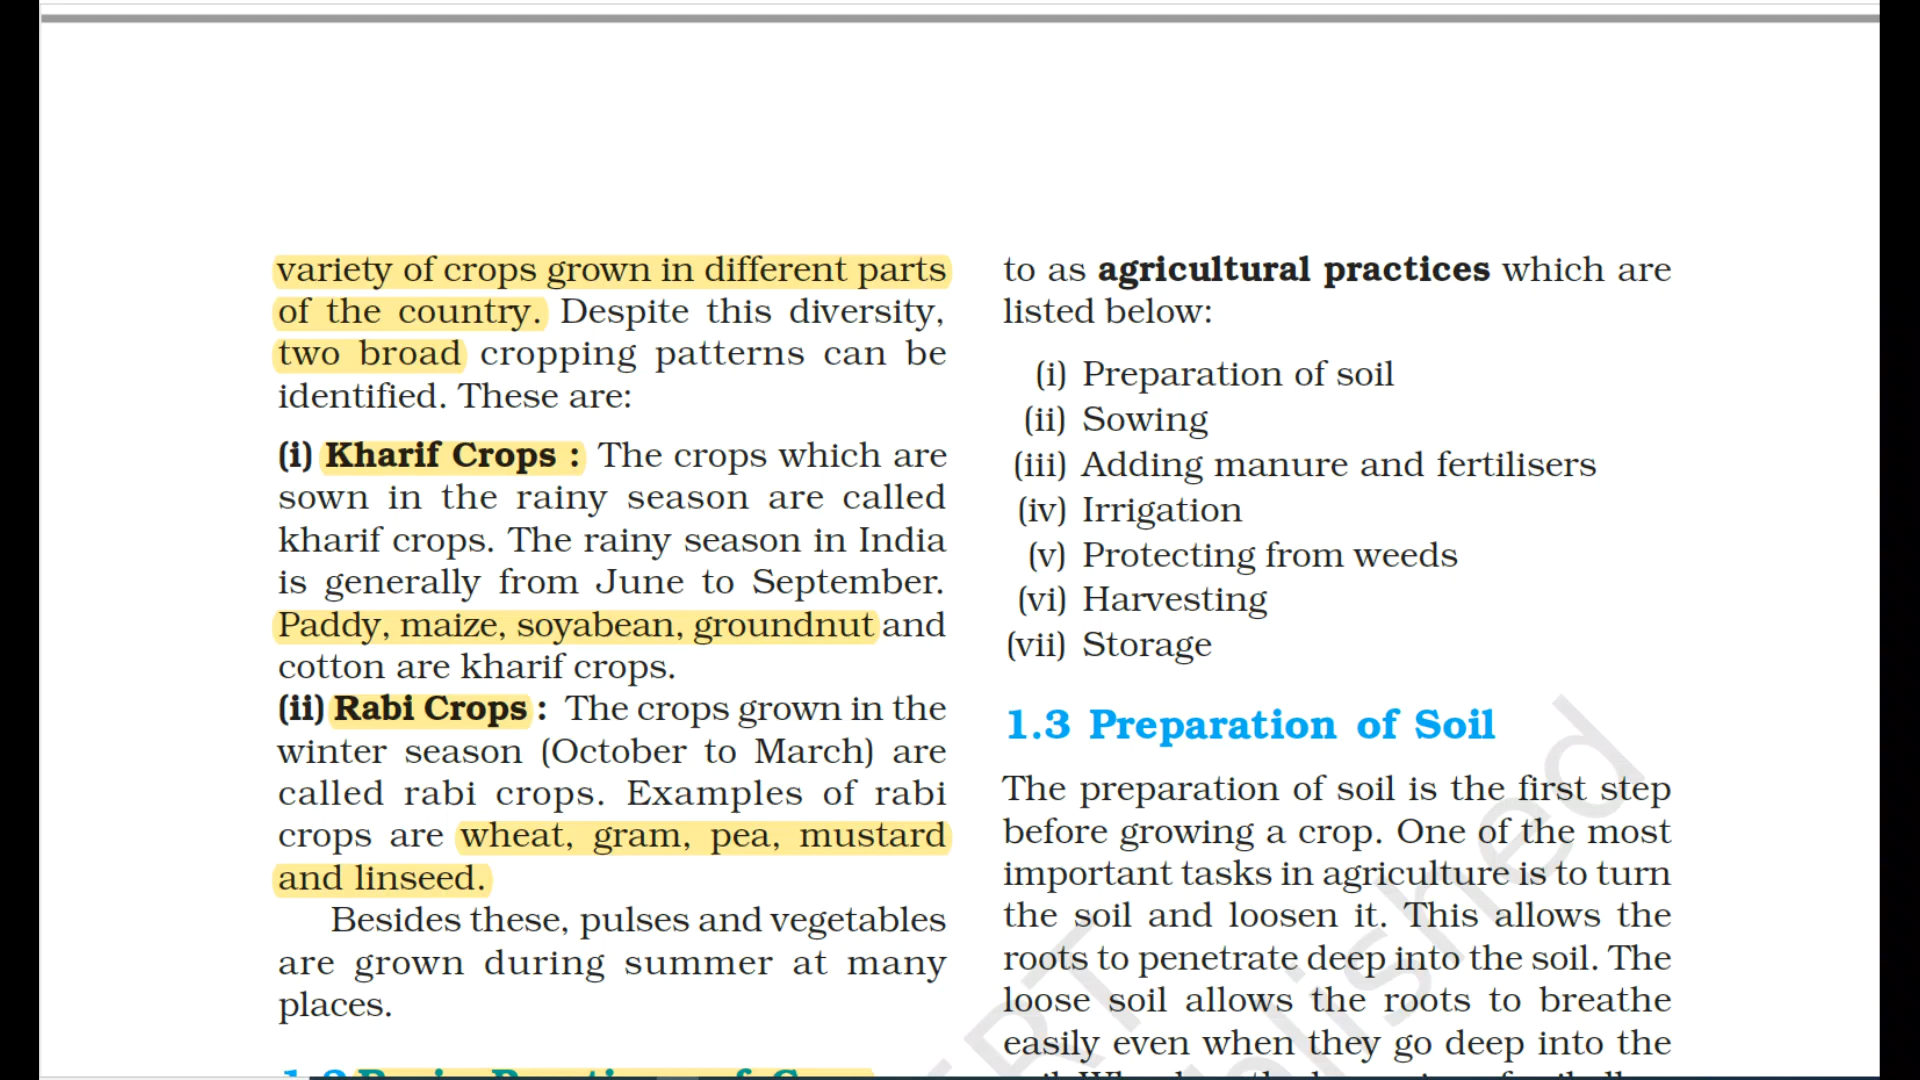 variety of crops grown in different parts
of the country. Despite this diversity,
two broad cropping patterns can be
identified. These are:
(i) Kharif Crops : The crops which are
sown in the rainy season are called
kharif crops. The rainy season in India
is generally from June to September.
Paddy, maize, soyabean, groundnut and
cotton are kharif crops.
(ii) Rabi Crops : The crops grown in the
winter season (October to March) are
called rabi crops. Examples of rabi
crops are wheat, gram, pea, mustard
and linseed.
Besides these, pulses and vegetables
are grown during summer at many
places.
to as agricultural practices which are
listed below:
(i) Preparation of soil
(ii) Sowing
(iii) Adding manure and fertilisers
(iv) Irrigation
(v) Protecting from weeds
(vi) Harvesting
(vii) Storage
1.3 Preparation of Soil
The preparation of soil is the first step
before growing a crop. One of the most
important tasks in agriculture is to turn
the soil and loosen it. This allows the
roots to penetrate deep into the soil. The
loose soil allows the roots to breathe
easily even when they go deep into the